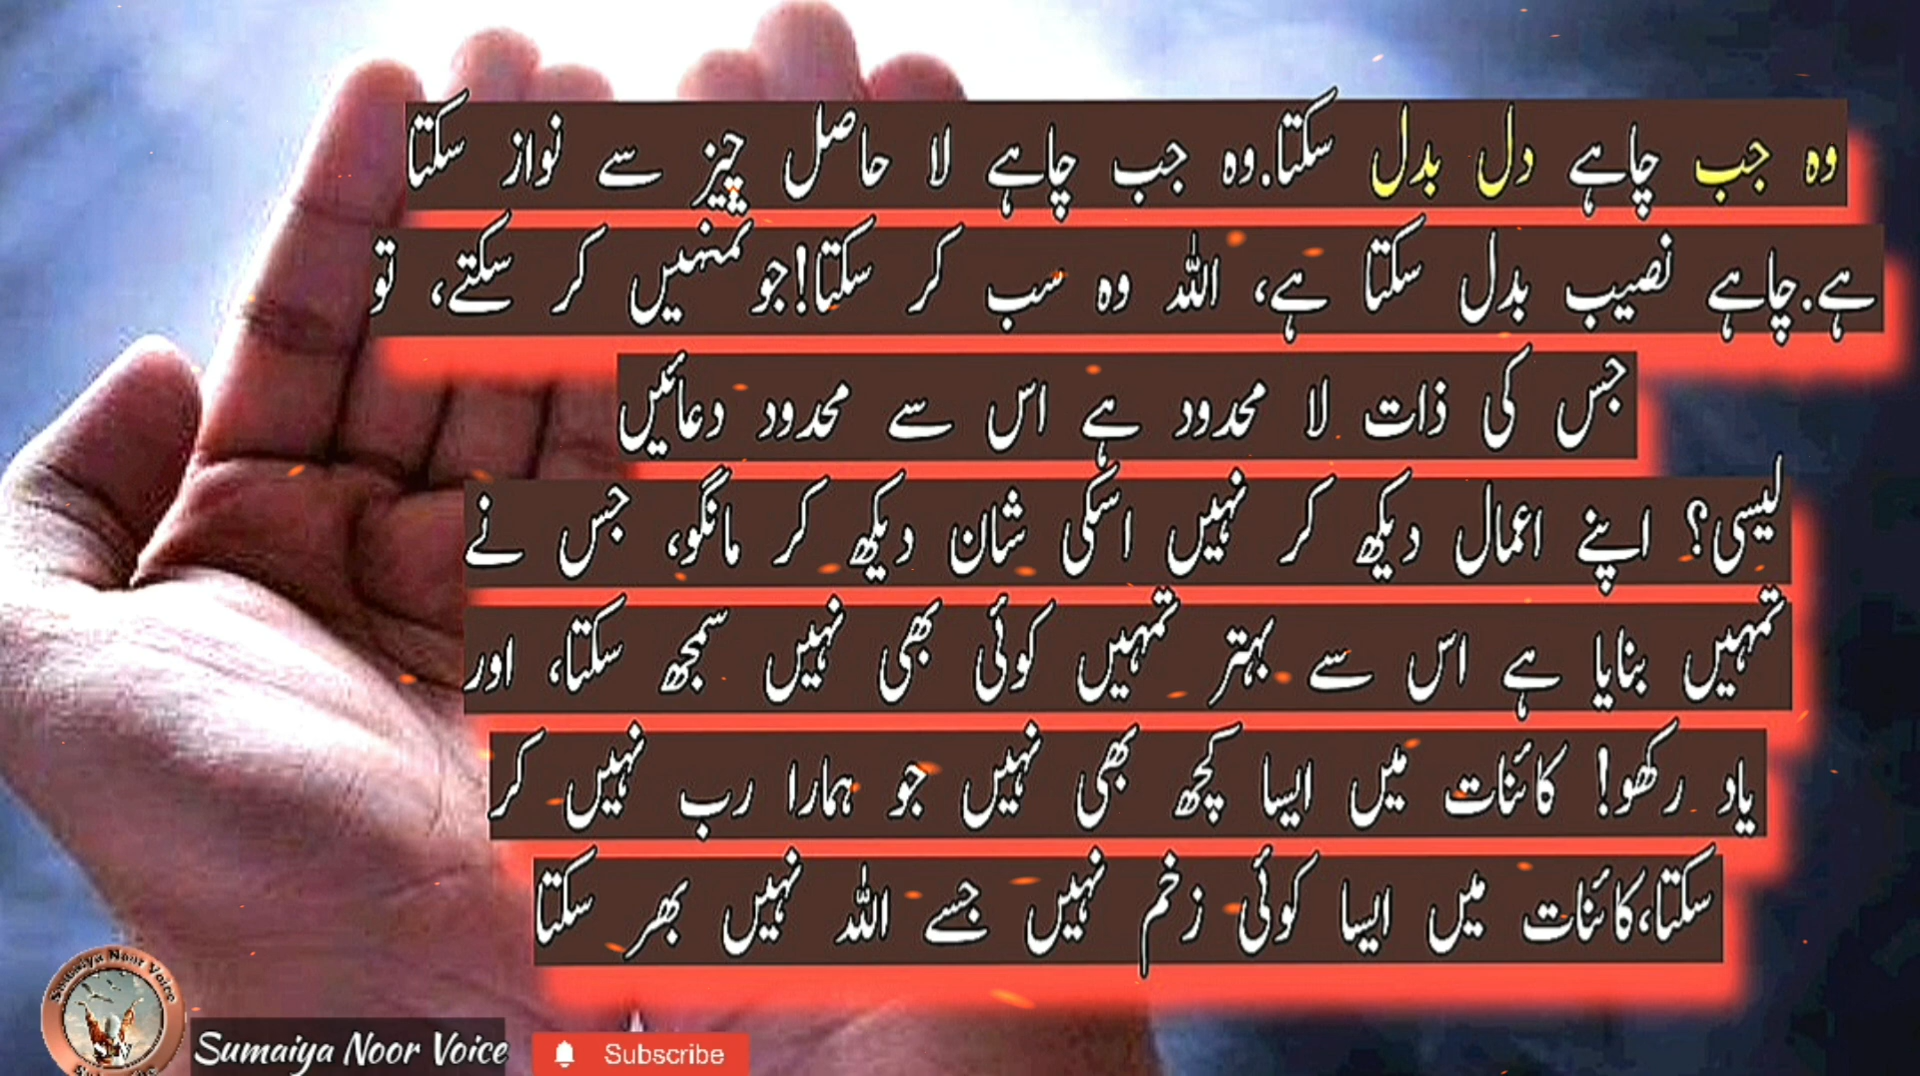 وہ جب چاہے دل بدل سکتا.وہ جب چاہے لا حاصل چیز سے نواز سکتا
ہے.چاہے نصیب بدل سکتا ہے، اللہ وہ سب کر سکتا!جو تمنہیں کر سکتے، تو
جس کی ذات لا محدود ہے اس سے محدود دعائیں
لیسی؟ اپنے اعمال دیکھ کر نہیں اسکی شان دیکھ کر مانگو، جس نے
تمہیں بنایا ہے اس سے بہتر تمہیں کوئی بھی نہیں سمجھ سکتا، اور
یاد رکھو! کائنات میں ایسا کچھ بھی نہیں جو ہمارا رب نہیں کر
سکتا،کائنات میں ایسا کوئی زخم نہیں جسے اللہ نہیں بھر سکتا
Sumaiya Noor Voice
Sumaiya Noor Voice
Subscribe